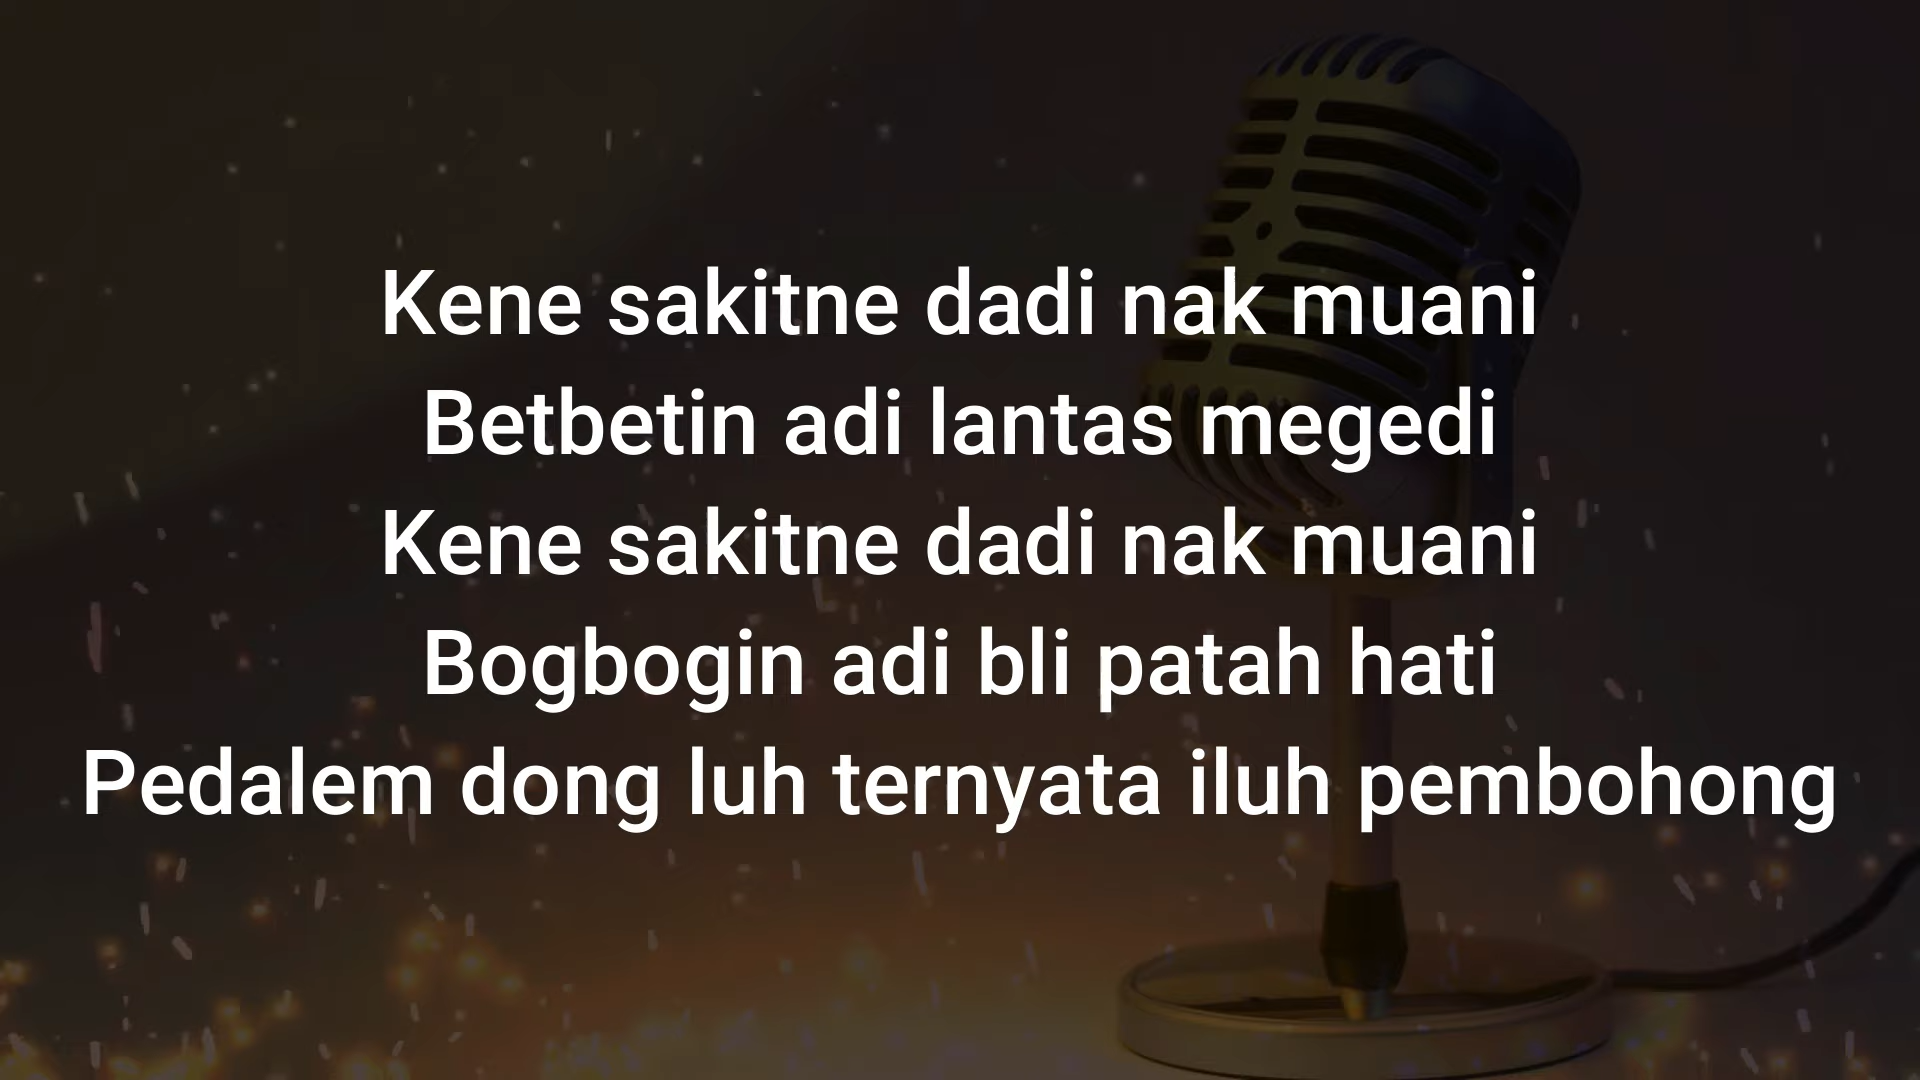 Kene sakitne dadi nak muani
Betbetin adi lantas megedi
Kene sakitne dadi nak muani
Bogbogin adi bli patah hati
Pedalem dong luh ternyata iluh pembohong